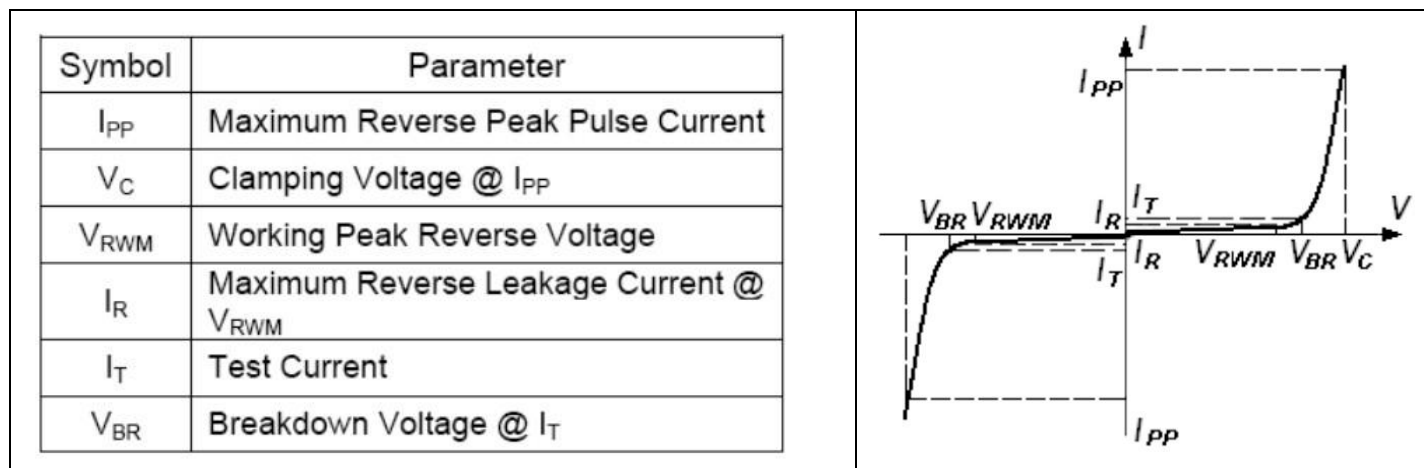 Symbol Parameter
IPP Maximum Reverse Peak Pulse Current
VC Clamping Voltage @ IPP
VRWM Working Peak Reverse Voltage
IR Maximum Reverse Leakage Current @
VRWM
IT Test Current
VBR Breakdown Voltage @ IT
I
IPP
IT
VBR VRWM IR V
IR VRWM VBR VC
IT
IPP